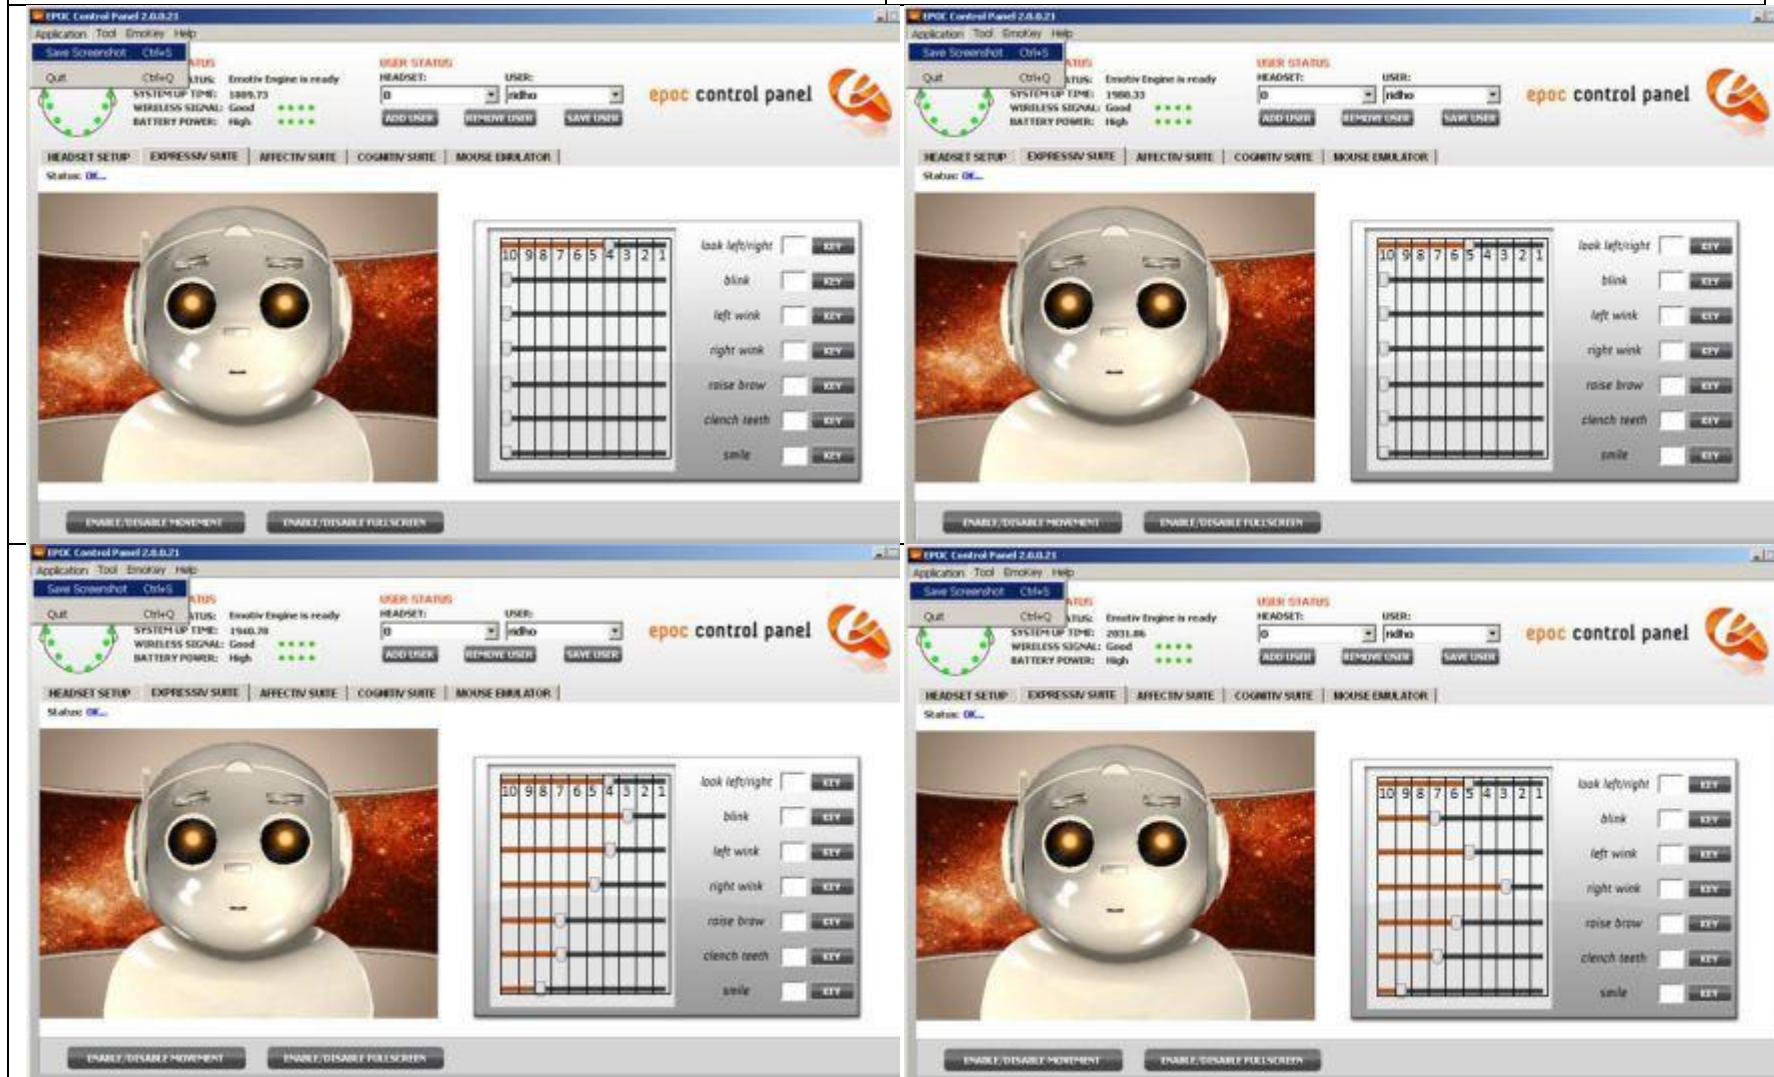 EPOC Control Panel 2.0.0.21
Application Tool EmoKey Help
Save Screenshot Ctrl+S
Quit Ctrl+Q
ATUS
USER STATUS
TUS: Emotiv Engine is ready
HEADSET: USER:
SYSTEM UP TIME: 1889.73
0 ridho
WIRELESS SIGNAL: Good
BATTERY POWER: High
ADD USER REMOVE USER SAVE USER
epoc control panel
HEADSET SETUP EXPRESSIV SUITE AFFECTIV SUITE COGNITIV SUITE MOUSE EMULATOR
Status: OK...
10 9 8 7 6 5 4 3 2 1
look left/right KEY
blink KEY
left wink KEY
right wink KEY
raise brow KEY
clench teeth KEY
smile KEY
ENABLE/DISABLE MOVEMENT ENABLE/DISABLE FULLSCREEN
EPOC Control Panel 2.0.0.21
Application Tool EmoKey Help
Save Screenshot Ctrl+S
Quit Ctrl+Q
ATUS
USER STATUS
TUS: Emotiv Engine is ready
HEADSET: USER:
SYSTEM UP TIME: 1980.33
0 ridho
WIRELESS SIGNAL: Good
BATTERY POWER: High
ADD USER REMOVE USER SAVE USER
epoc control panel
HEADSET SETUP EXPRESSIV SUITE AFFECTIV SUITE COGNITIV SUITE MOUSE EMULATOR
Status: OK...
10 9 8 7 6 5 4 3 2 1
look left/right KEY
blink KEY
left wink KEY
right wink KEY
raise brow KEY
clench teeth KEY
smile KEY
ENABLE/DISABLE MOVEMENT ENABLE/DISABLE FULLSCREEN
EPOC Control Panel 2.0.0.21
Application Tool EmoKey Help
Save Screenshot Ctrl+S
Quit Ctrl+Q
ATUS
USER STATUS
TUS: Emotiv Engine is ready
HEADSET: USER:
SYSTEM UP TIME: 1940.78
0 ridho
WIRELESS SIGNAL: Good
BATTERY POWER: High
ADD USER REMOVE USER SAVE USER
epoc control panel
HEADSET SETUP EXPRESSIV SUITE AFFECTIV SUITE COGNITIV SUITE MOUSE EMULATOR
Status: OK...
10 9 8 7 6 5 4 3 2 1
look left/right KEY
blink KEY
left wink KEY
right wink KEY
raise brow KEY
clench teeth KEY
smile KEY
ENABLE/DISABLE MOVEMENT ENABLE/DISABLE FULLSCREEN
EPOC Control Panel 2.0.0.21
Application Tool EmoKey Help
Save Screenshot Ctrl+S
Quit Ctrl+Q
ATUS
USER STATUS
TUS: Emotiv Engine is ready
HEADSET: USER:
SYSTEM UP TIME: 2031.86
0 ridho
WIRELESS SIGNAL: Good
BATTERY POWER: High
ADD USER REMOVE USER SAVE USER
epoc control panel
HEADSET SETUP EXPRESSIV SUITE AFFECTIV SUITE COGNITIV SUITE MOUSE EMULATOR
Status: OK...
10 9 8 7 6 5 4 3 2 1
look left/right KEY
blink KEY
left wink KEY
right wink KEY
raise brow KEY
clench teeth KEY
smile KEY
ENABLE/DISABLE MOVEMENT ENABLE/DISABLE FULLSCREEN